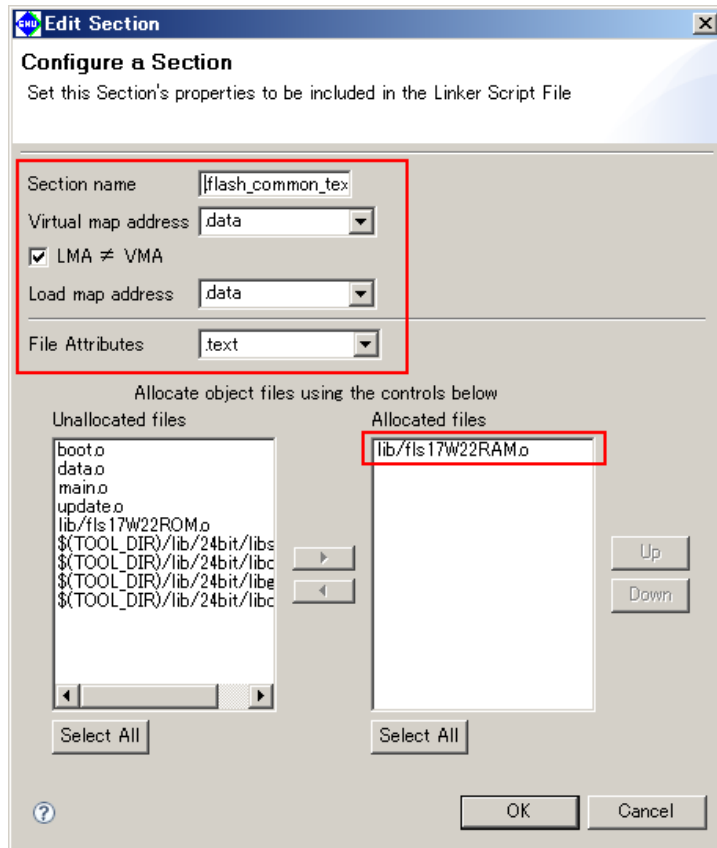 GNU Edit Section
Configure a Section
Set this Section's properties to be included in the Linker Script File
Section name .flash_common_tex
Virtual map address .data
LMA ≠ VMA
Load map address .data
File Attributes .text
Allocate object files using the controls below
Unallocated files Allocated files
boot.o lib/fls17W22RAM.o
data.o
main.o
update.o
lib/fls17W22ROM.o
$(TOOL_DIR)/lib/24bit/libs
$(TOOL_DIR)/lib/24bit/libc Up
$(TOOL_DIR)/lib/24bit/libg
$(TOOL_DIR)/lib/24bit/libc Down
Select All Select All
? OK Cancel